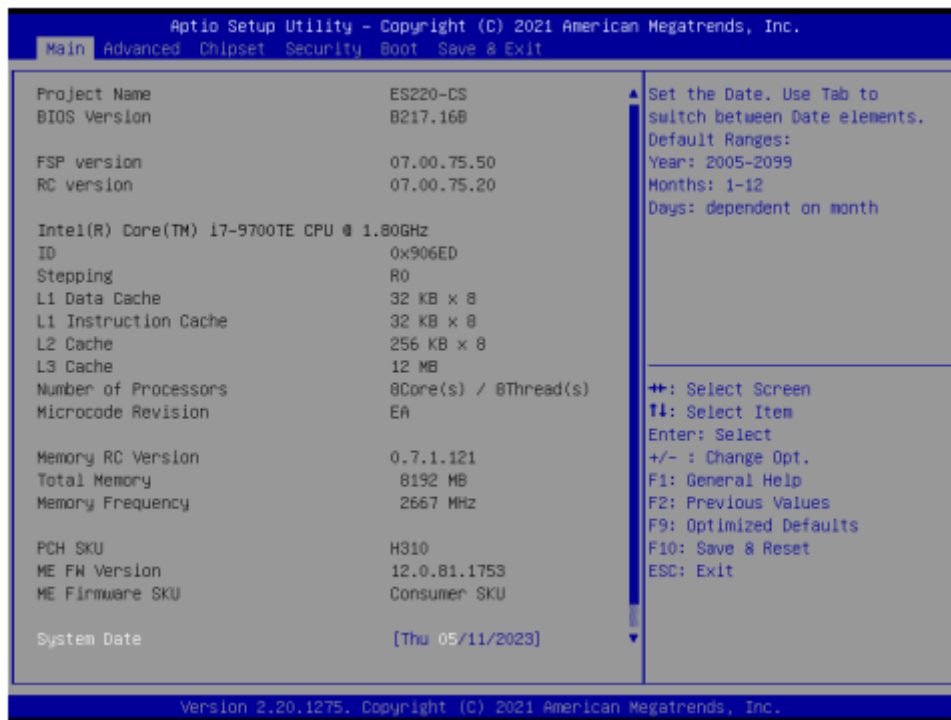 Aptio Setup Utility – Copyright (C) 2021 American Megatrends, Inc.
Main Advanced Chipset Security Boot Save & Exit
Project Name ES220-CS
BIOS Version B217.16B
FSP version 07.00.75.50
RC version 07.00.75.20
Intel(R) Core(TM) i7-9700TE CPU @ 1.80GHz
ID 0x906ED
Stepping R0
L1 Data Cache 32 KB x 8
L1 Instruction Cache 32 KB x 8
L2 Cache 256 KB x 8
L3 Cache 12 MB
Number of Processors 8Core(s) / 8Thread(s)
Microcode Revision EA
Memory RC Version 0.7.1.121
Total Memory 8192 MB
Memory Frequency 2667 MHz
PCH SKU H310
ME FW Version 12.0.81.1753
ME Firmware SKU Consumer SKU
System Date [Thu 05/11/2023]
Set the Date. Use Tab to
switch between Date elements.
Default Ranges:
Year: 2005-2099
Months: 1-12
Days: dependent on month
→←: Select Screen
↑↓: Select Item
Enter: Select
+/- : Change Opt.
F1: General Help
F2: Previous Values
F9: Optimized Defaults
F10: Save & Reset
ESC: Exit
Version 2.20.1275. Copyright (C) 2021 American Megatrends, Inc.